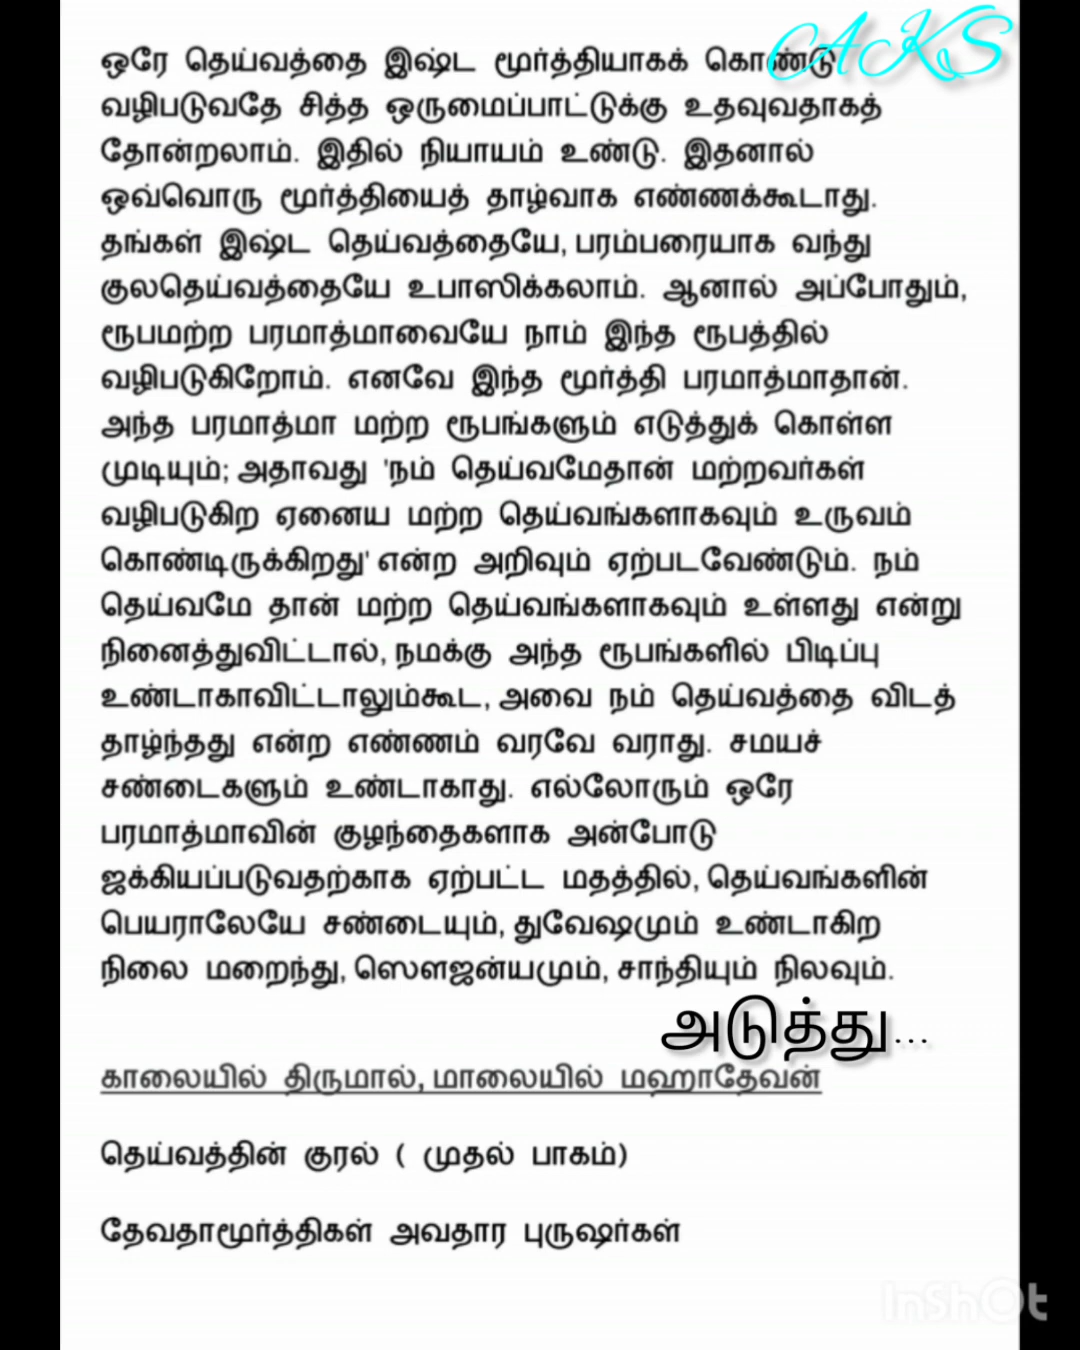 CAcKS
ஒரே தெய்வத்தை இஷ்ட மூர்த்தியாகக் கொண்டு
வழிபடுவதே சித்த ஒருமைப்பாட்டுக்கு உதவுவதாகத்
தோன்றலாம். இதில் நியாயம் உண்டு. இதனால்
ஒவ்வொரு மூர்த்தியைத் தாழ்வாக எண்ணக்கூடாது.
தங்கள் இஷ்ட தெய்வத்தையே, பரம்பரையாக வந்து
குலதெய்வத்தையே உபாஸிக்கலாம். ஆனால் அப்போதும்,
ரூபமற்ற பரமாத்மாவையே நாம் இந்த ரூபத்தில்
வழிபடுகிறோம். எனவே இந்த மூர்த்தி பரமாத்மாதான்.
அந்த பரமாத்மா மற்ற ரூபங்களும் எடுத்துக் கொள்ள
முடியும்; அதாவது 'நம் தெய்வமேதான் மற்றவர்கள்
வழிபடுகிற ஏனைய மற்ற தெய்வங்களாகவும் உருவம்
கொண்டிருக்கிறது' என்ற அறிவும் ஏற்படவேண்டும். நம்
தெய்வமே தான் மற்ற தெய்வங்களாகவும் உள்ளது என்று
நினைத்துவிட்டால், நமக்கு அந்த ரூபங்களில் பிடிப்பு
உண்டாகாவிட்டாலும்கூட, அவை நம் தெய்வத்தை விடத்
தாழ்ந்தது என்ற எண்ணம் வரவே வராது. சமயச்
சண்டைகளும் உண்டாகாது. எல்லோரும் ஒரே
பரமாத்மாவின் குழந்தைகளாக அன்போடு
ஐக்கியப்படுவதற்காக ஏற்பட்ட மதத்தில், தெய்வங்களின்
பெயராலேயே சண்டையும், துவேஷமும் உண்டாகிற
நிலை மறைந்து, ஸௌஜன்யமும், சாந்தியும் நிலவும்.
அடுத்து...
காலையில் திருமால், மாலையில் மஹாதேவன்
தெய்வத்தின் குரல் ( முதல் பாகம்)
தேவதாமூர்த்திகள் அவதார புருஷர்கள்
InShOt